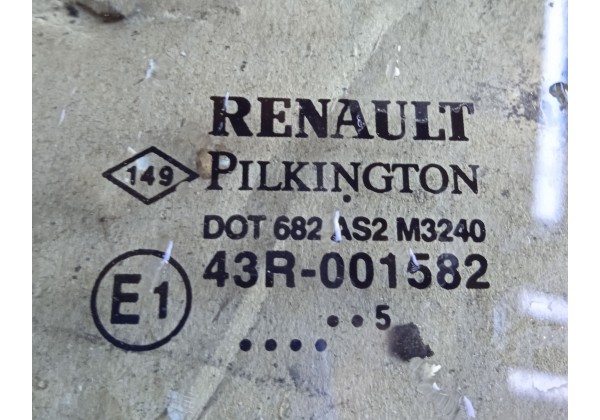 RENAULT
149 PILKINGTON
DOT 682 AS2 M3240
E1 43R-001582
••5
••••